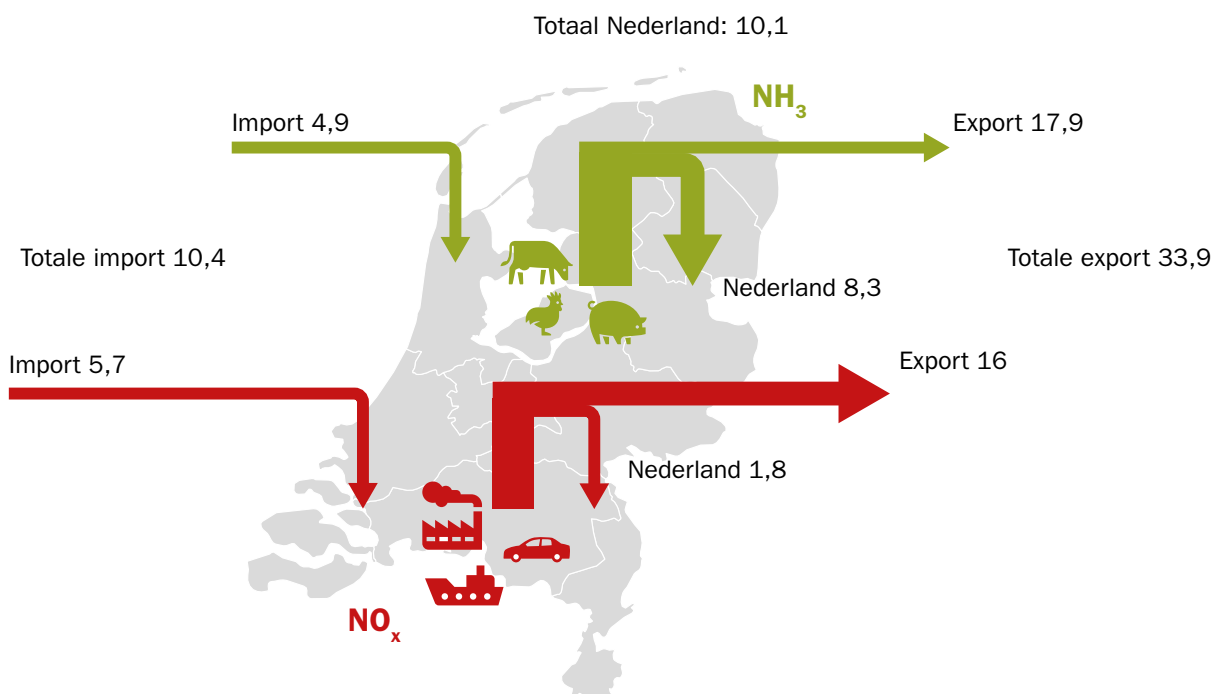 Totaal Nederland: 10,1
NH3
Import 4,9
Export 17,9
Totale import 10,4
Totale export 33,9
Nederland 8,3
Import 5,7
Export 16
Nederland 1,8
NOx